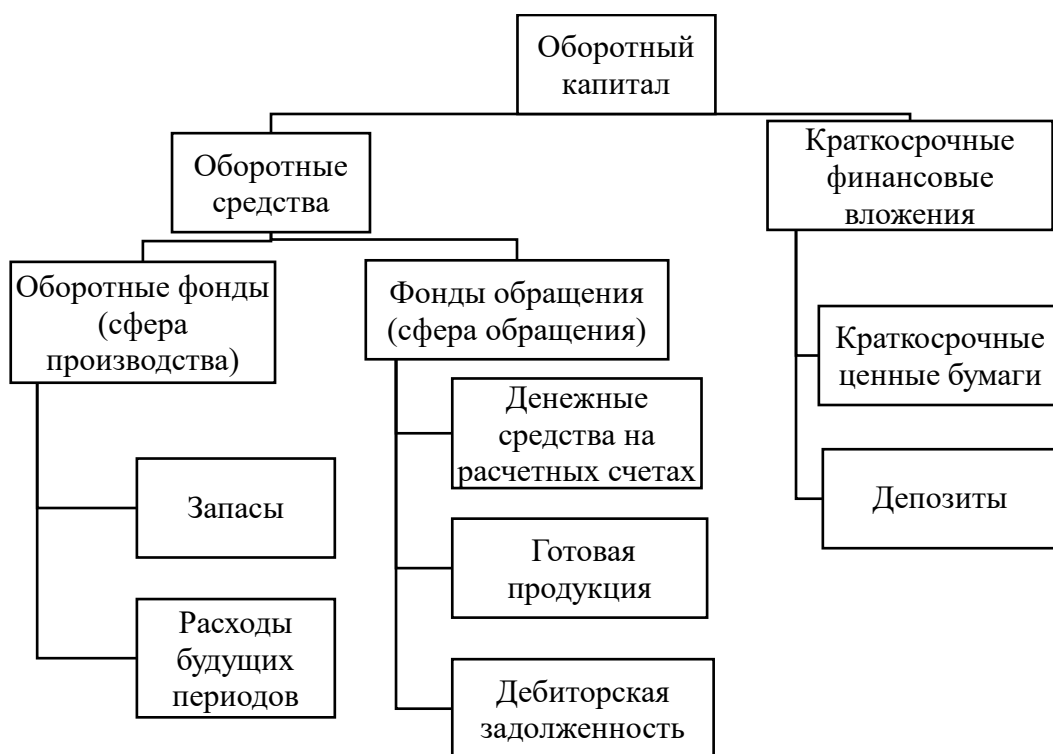 Оборотный
капитал
Оборотные
средства
Краткосрочные
финансовые
вложения
Оборотные фонды
(сфера
производства)
Фонды обращения
(сфера обращения)
Краткосрочные
ценные бумаги
Денежные
средства на
расчетных счетах
Депозиты
Запасы
Готовая
продукция
Расходы
будущих
периодов
Дебиторская
задолженность